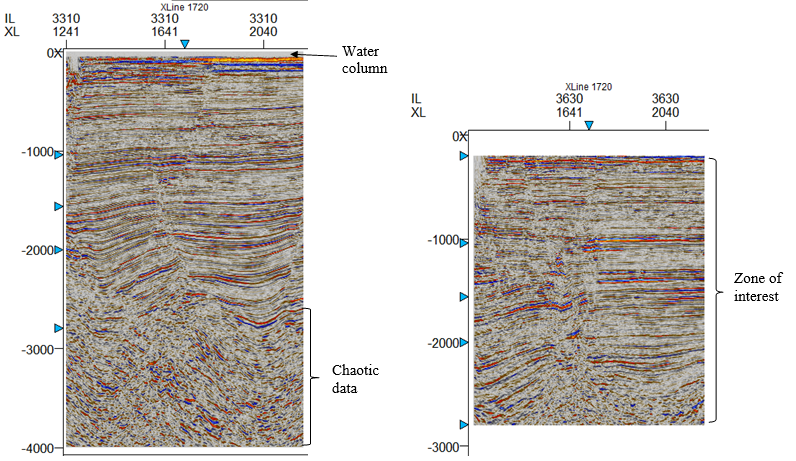 XLine 1720
IL 3310 3310 3310
XL 1241 1641 2040
0X
-1000
-2000
-3000
-4000
Water
column
Chaotic
data
XLine 1720
IL 3630 3630
XL 1641 2040
0X
-1000
-2000
-3000
Zone of
interest